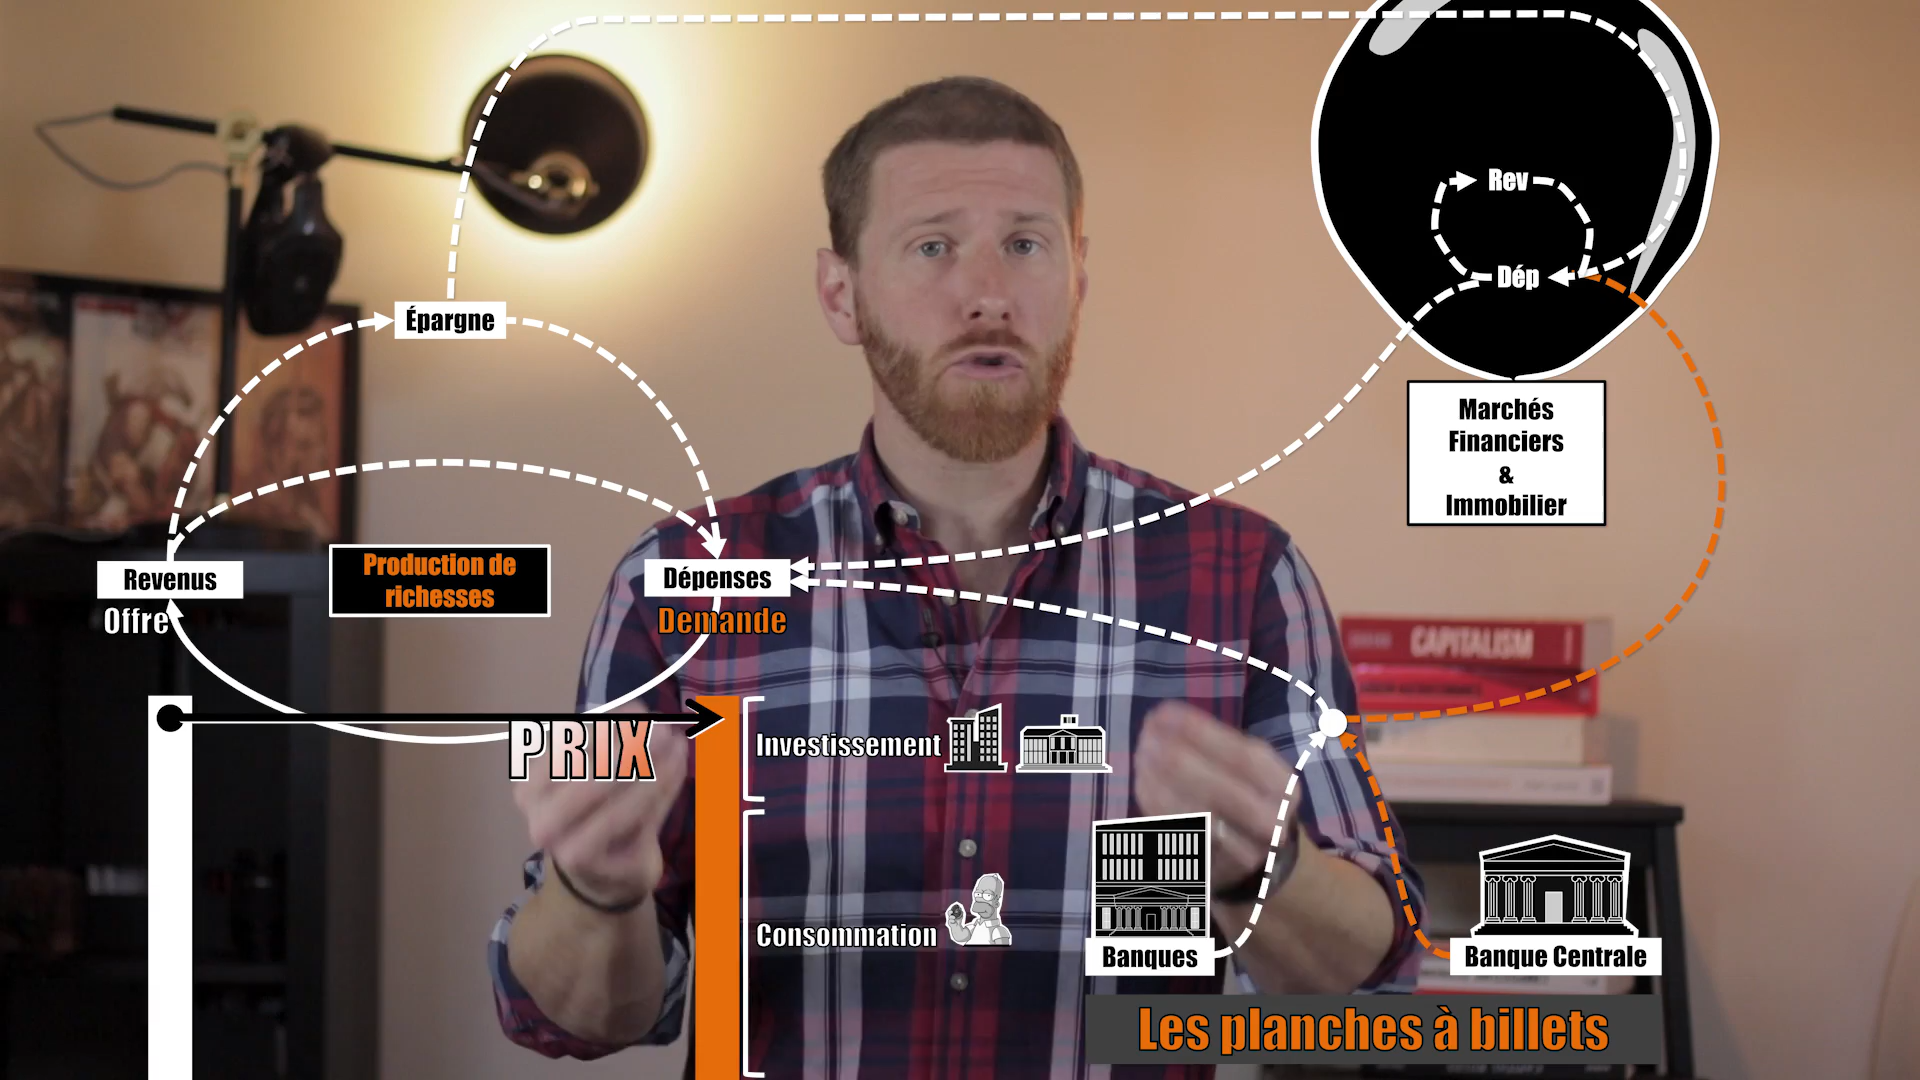 Rev
Dép
Épargne
Marchés
Financiers
&
Immobilier
Production de
richesses
Revenus
Offre
Dépenses
Demande
CAPITALISM
PRIX
Investissement
Consommation
Banques
Banque Centrale
Les planches à billets